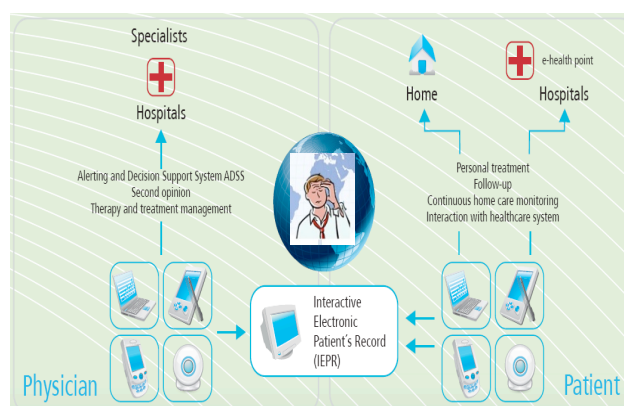 Specialists
Hospitals
Alerting and Decision Support System ADSS
Second opinion
Therapy and treatment management
Physician
Interactive
Electronic
Patient's Record
(IEPR)
e-health point
Home
Hospitals
Personal treatment
Follow-up
Continuous home care monitoring
Interaction with healthcare system
Patient